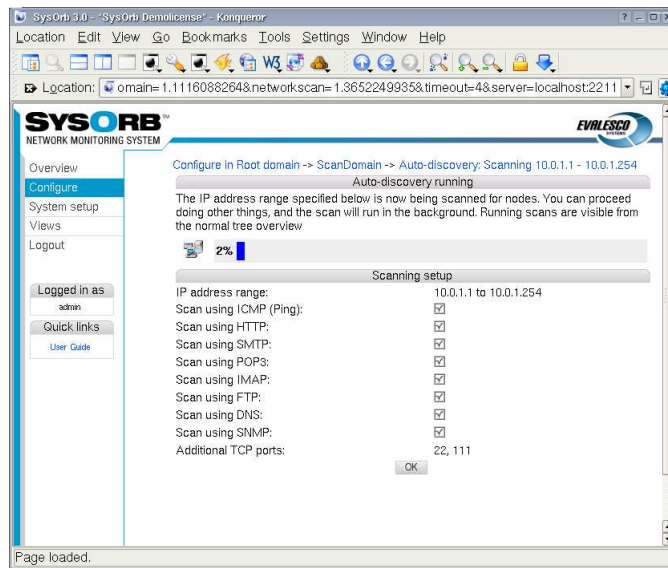 SysOrb 3.0 - "SysOrb Demolicense" - Konqueror
Location Edit View Go Bookmarks Tools Settings Window Help
Location: omain=1.1116088264&networkscan=1.3652249935&timeout=4&server=localhost:2211
SYSORB™
NETWORK MONITORING SYSTEM
EVALESCO
SYSTEMS
Overview
Configure
System setup
Views
Logout
Logged in as
admin
Quick links
User Guide
Configure in Root domain -> ScanDomain -> Auto-discovery: Scanning 10.0.1.1 - 10.0.1.254
Auto-discovery running
The IP address range specified below is now being scanned for nodes. You can proceed
doing other things, and the scan will run in the background. Running scans are visible from
the normal tree overview
2%
Scanning setup
IP address range: 10.0.1.1 to 10.0.1.254
Scan using ICMP (Ping):
Scan using HTTP:
Scan using SMTP:
Scan using POP3:
Scan using IMAP:
Scan using FTP:
Scan using DNS:
Scan using SNMP:
Additional TCP ports: 22, 111
OK
Page loaded.